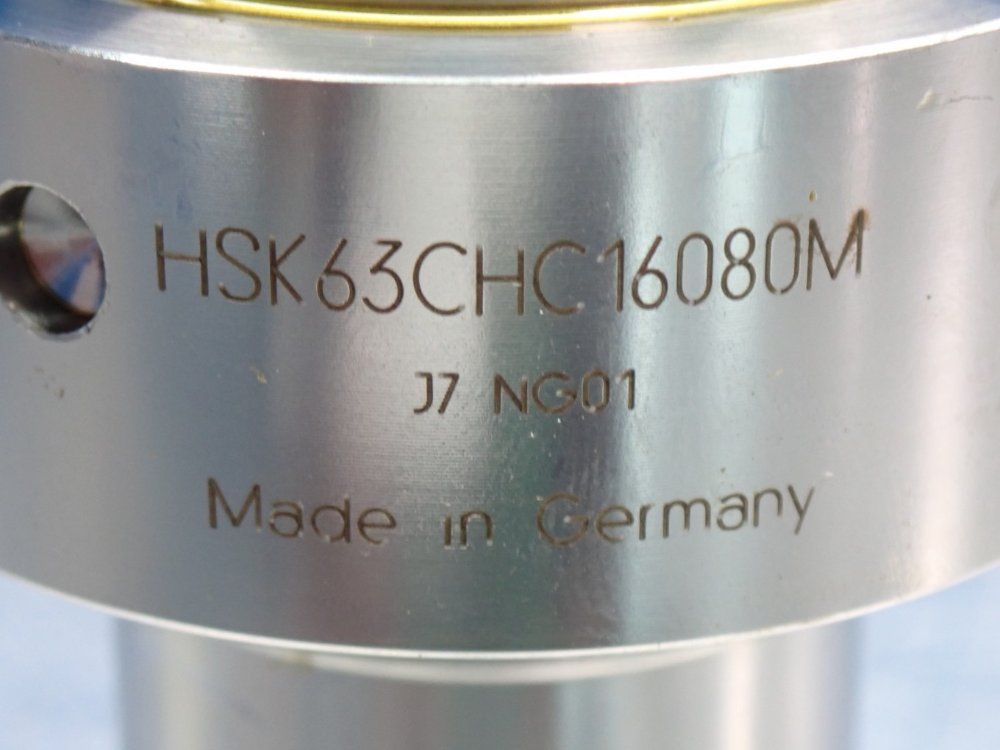 HSK63CHC16080M
J7 NG01
Made in Germany